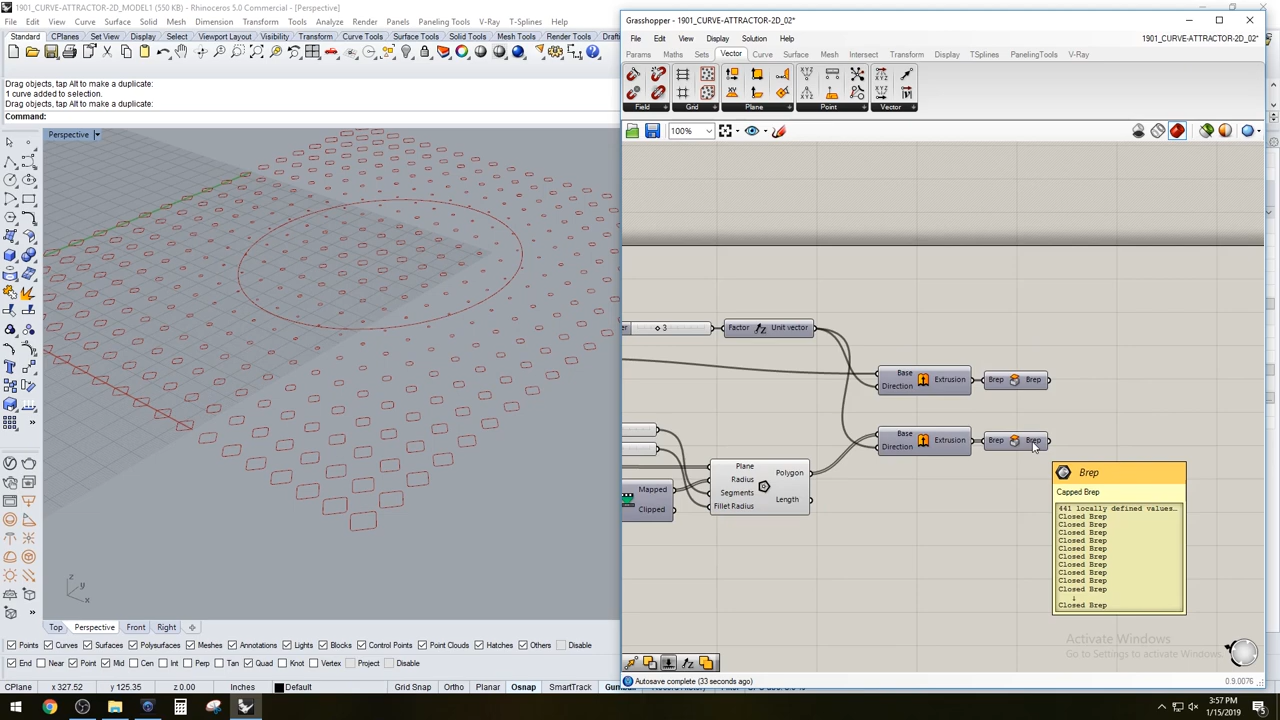 1901_CURVE-ATTRACTOR-2D_MODEL1 (550 KB) - Rhinoceros 5.0 Commercial - [Perspective]
File Edit View Curve Surface Solid Mesh Dimension Transform Tools Analyze Render Panels Paneling Tools V-Ray T-Splines Help
Standard CPlanes Set View Display Select Viewport Layout Visibility Transform Curve Tools Surface Tools Solid Tools Mesh
Drag objects, tap Alt to make a duplicate:
1 curve added to selection.
Drag objects, tap Alt to make a duplicate:
Command:
Perspective
z
y
x
Top Perspective Front Right
Points Curves Surfaces Polysurfaces Meshes Annotations Lights Blocks Control Points Point Clouds Hatches Others Disable
End Near Point Mid Cen Int Perp Tan Quad Knot Vertex Project Disable
CPlane x 327.52 y 125.35 z 0.00 Inches Default Grid Snap Ortho Planar Osnap SmartTrack
Grasshopper - 1901_CURVE-ATTRACTOR-2D_02*
File Edit View Display Solution Help
1901_CURVE-ATTRACTOR-2D_02*
Params Maths Sets Vector Curve Surface Mesh Intersect Transform Display TSplines PanelingTools V-Ray
Field Grid Plane Point Vector
100%
3
Factor Unit vector
Base
Direction
Extrusion
Brep Brep
Base
Direction
Extrusion
Brep Brep
Mapped
Clipped
Plane
Radius
Segments
Fillet Radius
Polygon
Length
Brep
Capped Brep
441 locally defined values…
Closed Brep
Closed Brep
Closed Brep
Closed Brep
Closed Brep
Closed Brep
Closed Brep
Closed Brep
Closed Brep
Closed Brep
↓
Closed Brep
Activate Windows
Go to Settings to activate Windows.
Autosave complete (33 seconds ago)
0.9.0076
3:57 PM
1/15/2019
5